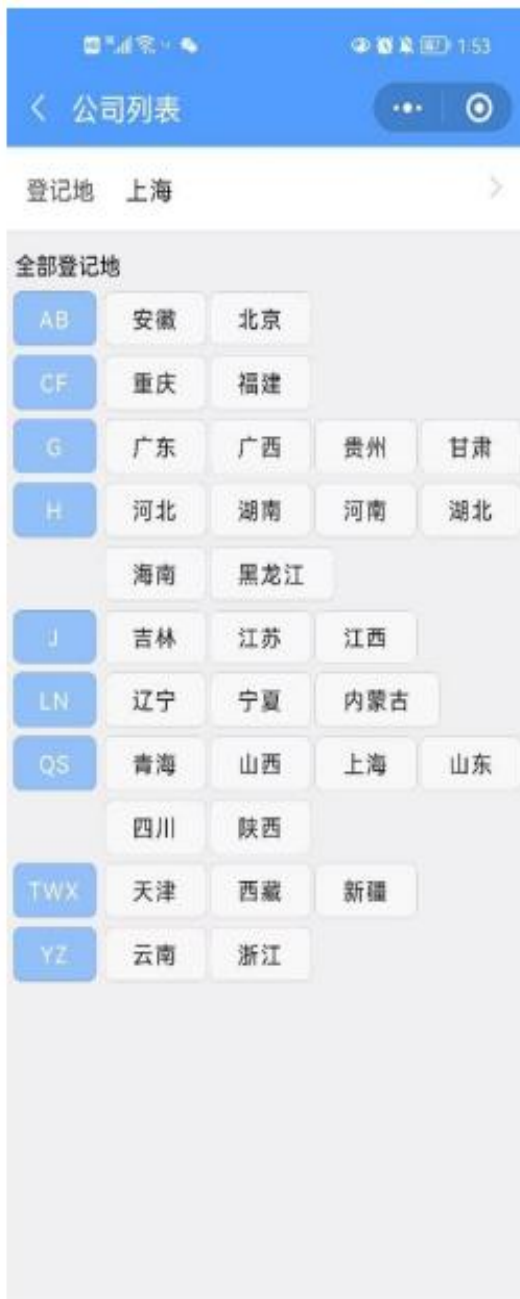 1:53
公司列表
登记地 上海
全部登记地
AB 安徽 北京
CF 重庆 福建
G 广东 广西 贵州 甘肃
H 河北 湖南 河南 湖北
海南 黑龙江
J 吉林 江苏 江西
LN 辽宁 宁夏 内蒙古
QS 青海 山西 上海 山东
四川 陕西
TWX 天津 西藏 新疆
YZ 云南 浙江